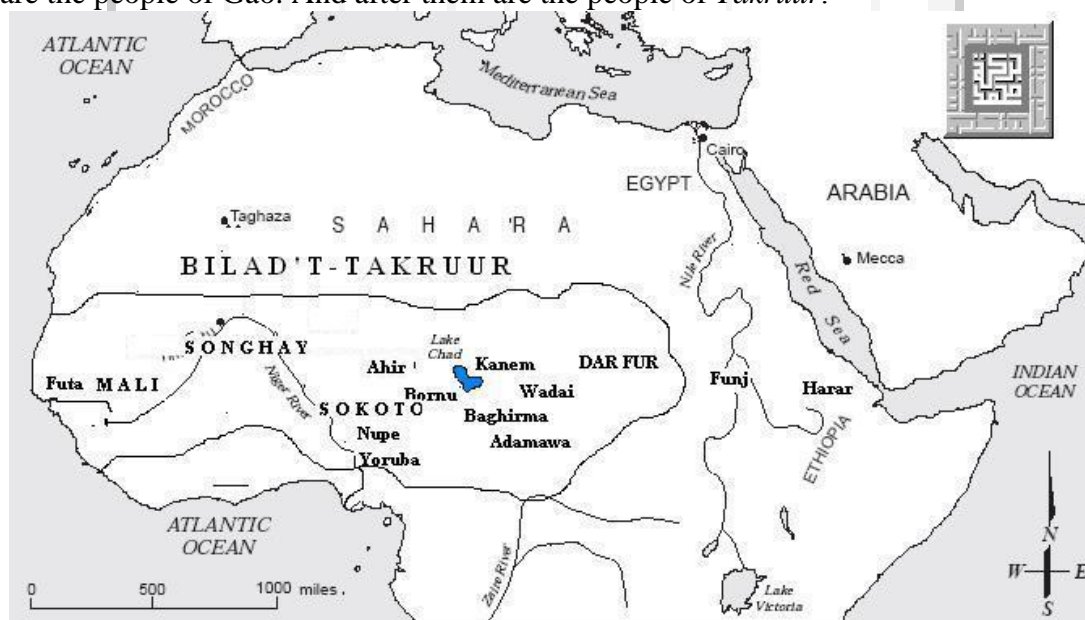 are the people of Gao. And after them are the people of Takruur.
ATLANTIC
OCEAN
Mediterranean Sea
MOROCCO
Cairo
EGYPT
ARABIA
Taghaza
S A H A 'R A
Nile River
Mecca
BILAD'T-TAKRUUR
Red Sea
SONGHAY
Lake
Chad
Ahir
Kanem
DAR FUR
Futa MALI
Niger River
Bornu
Wadai
Funj
Harar
INDIAN
OCEAN
SOKOTO
Baghirma
Nupe
Adamawa
Yoruba
ETHIOPIA
ATLANTIC
OCEAN
Zaire River
N
W E
S
0 500 1000 miles .
Lake
Victoria